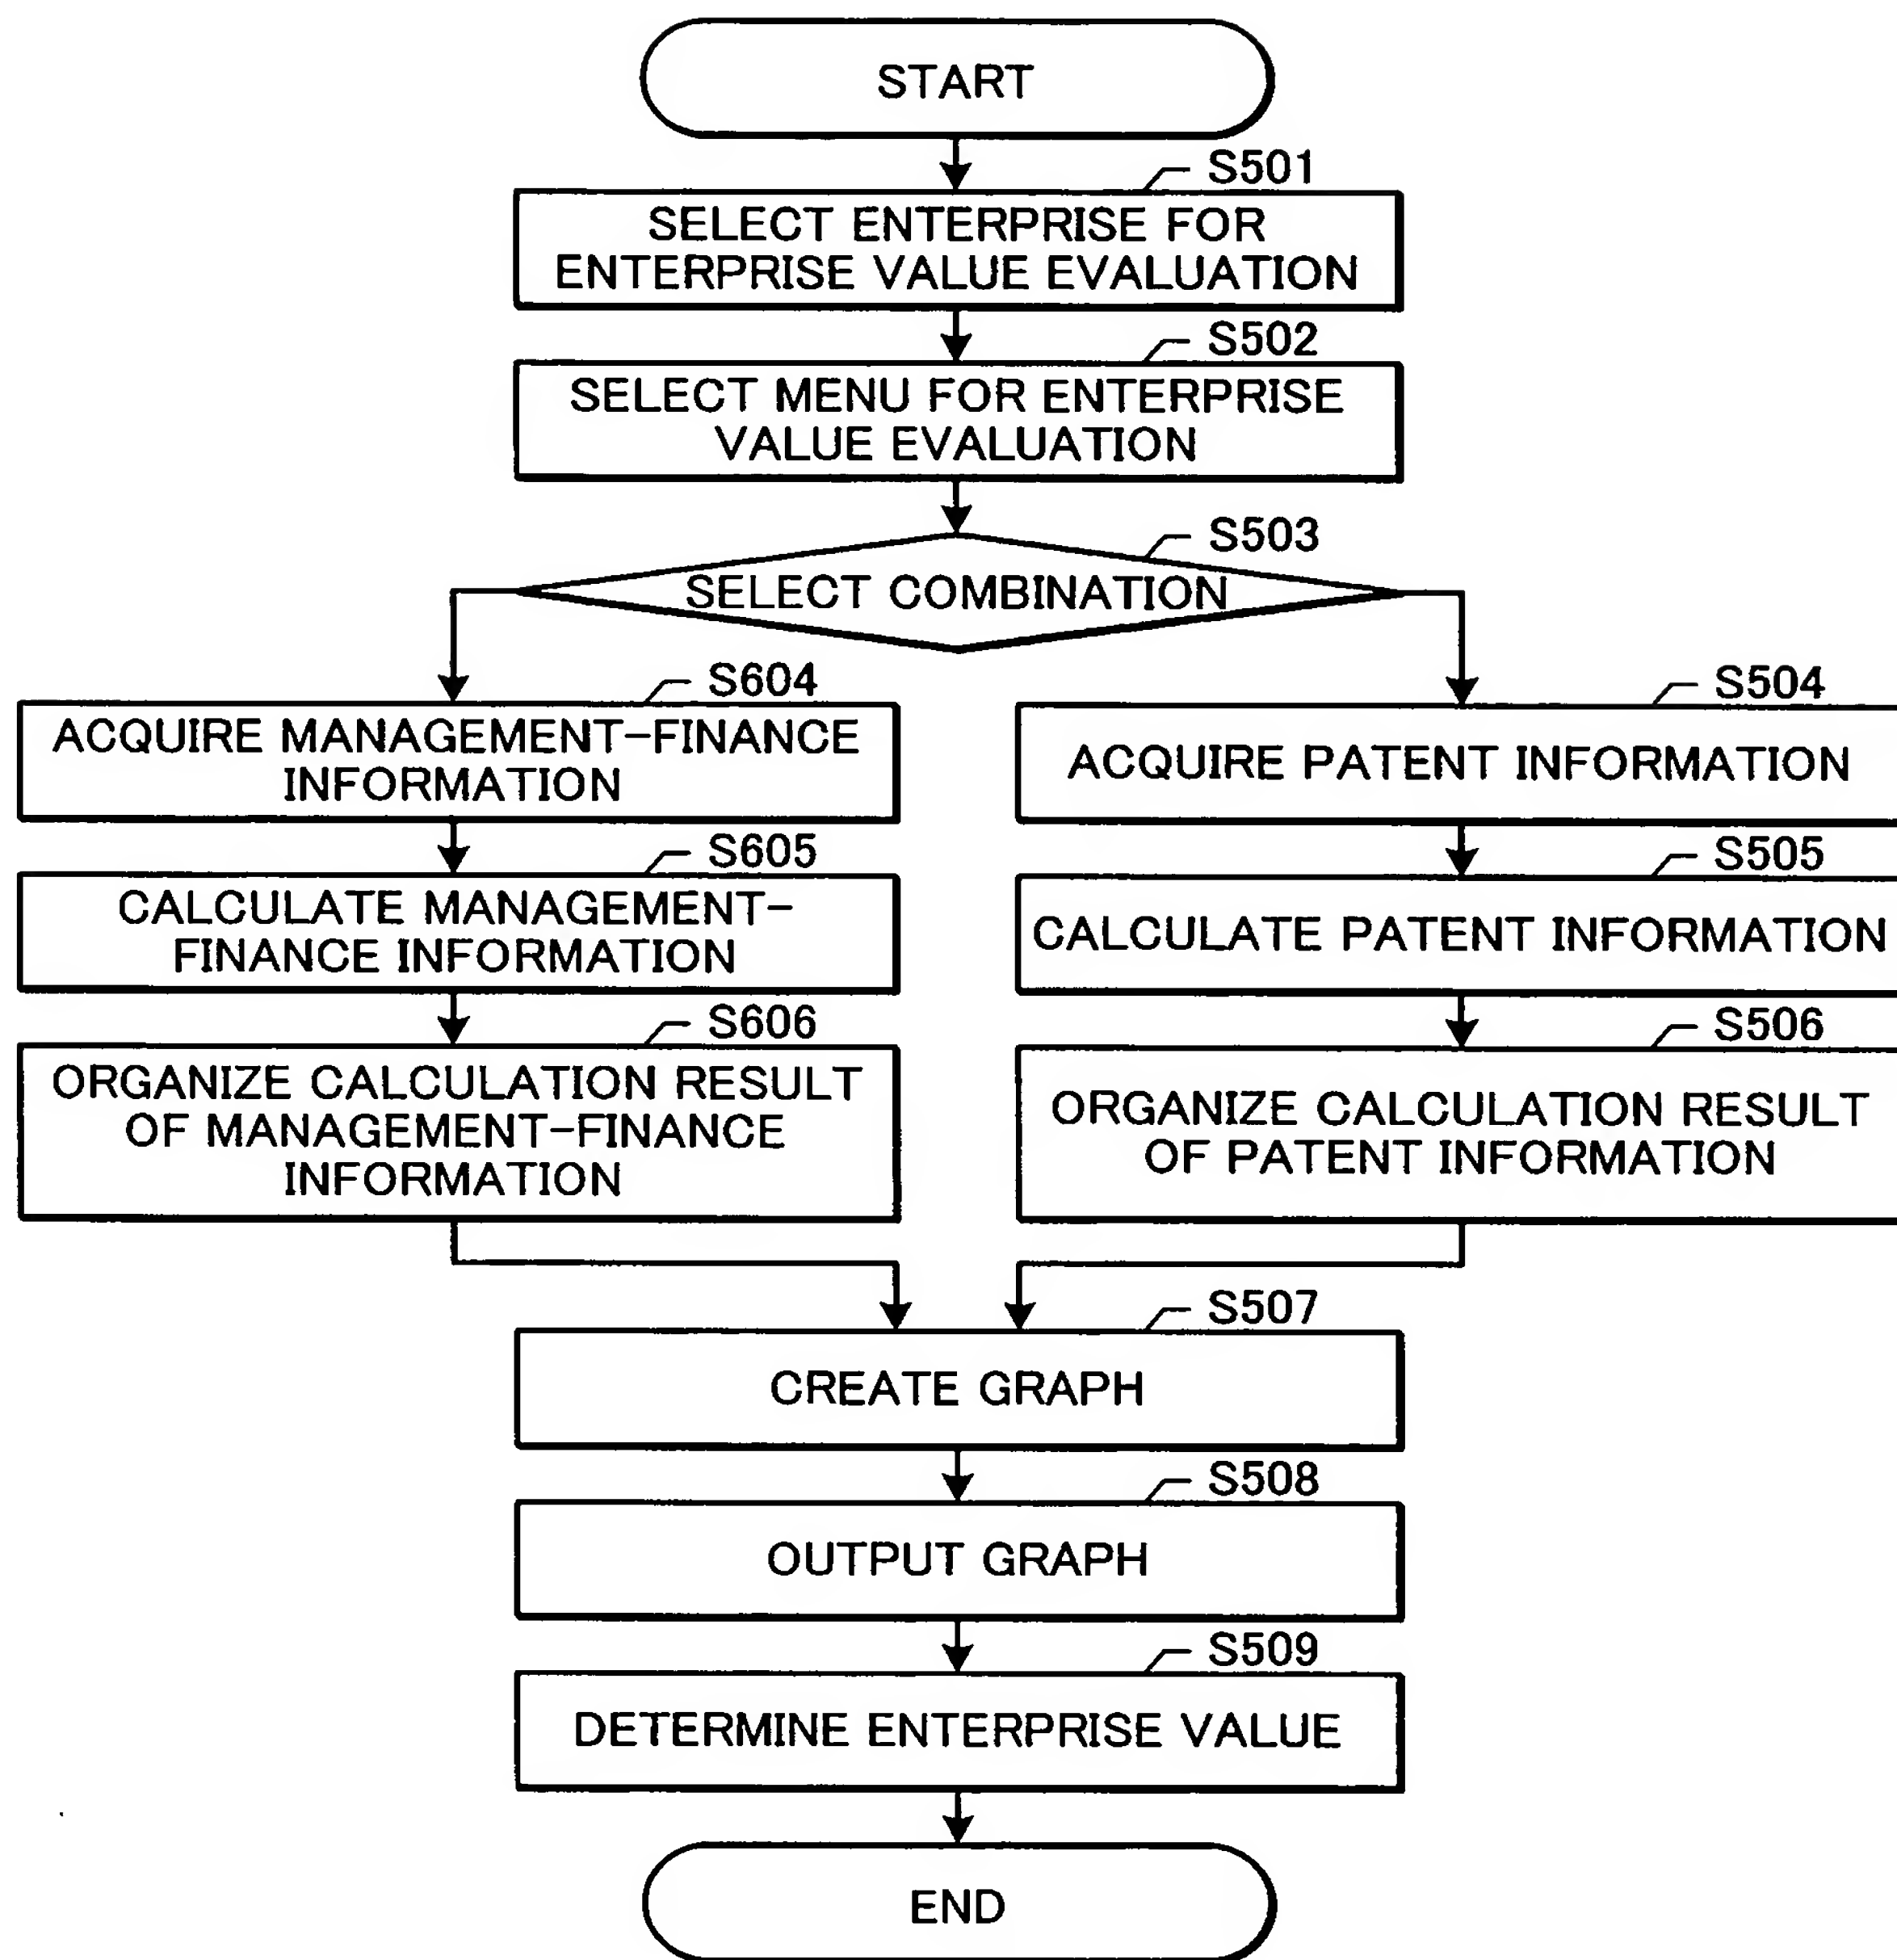 START
S501
SELECT ENTERPRISE FOR
ENTERPRISE VALUE EVALUATION
S502
SELECT MENU FOR ENTERPRISE
VALUE EVALUATION
S503
SELECT COMBINATION
S604
ACQUIRE MANAGEMENT-FINANCE
INFORMATION
S605
CALCULATE MANAGEMENT-
FINANCE INFORMATION
S606
ORGANIZE CALCULATION RESULT
OF MANAGEMENT-FINANCE
INFORMATION
S504
ACQUIRE PATENT INFORMATION
S505
CALCULATE PATENT INFORMATION
S506
ORGANIZE CALCULATION RESULT
OF PATENT INFORMATION
S507
CREATE GRAPH
S508
OUTPUT GRAPH
S509
DETERMINE ENTERPRISE VALUE
END